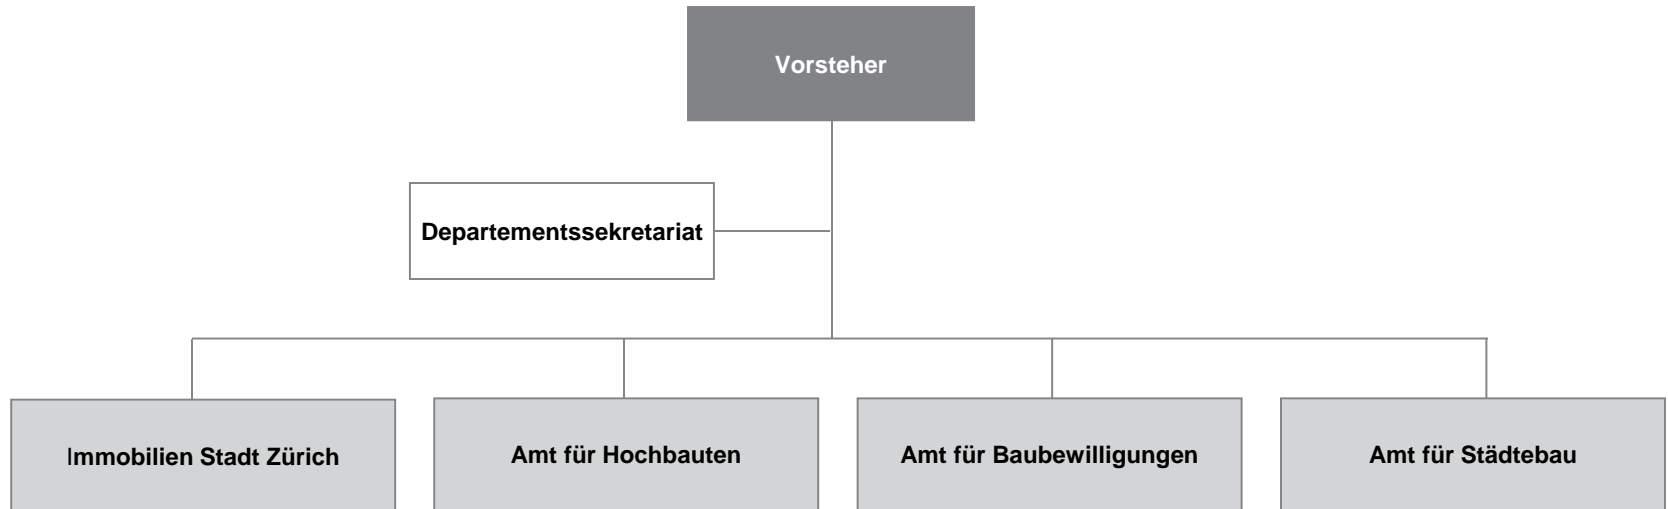 Vorsteher
Departementssekretariat
Immobilien Stadt Zürich
Amt für Hochbauten
Amt für Baubewilligungen
Amt für Städtebau